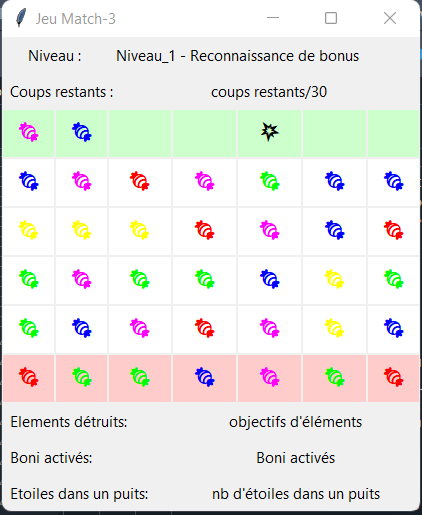 Jeu Match-3
Niveau : Niveau_1 - Reconnaissance de bonus
Coups restants : coups restants/30
Elements détruits: objectifs d'éléments
Boni activés: Boni activés
Etoiles dans un puits: nb d'étoiles dans un puits